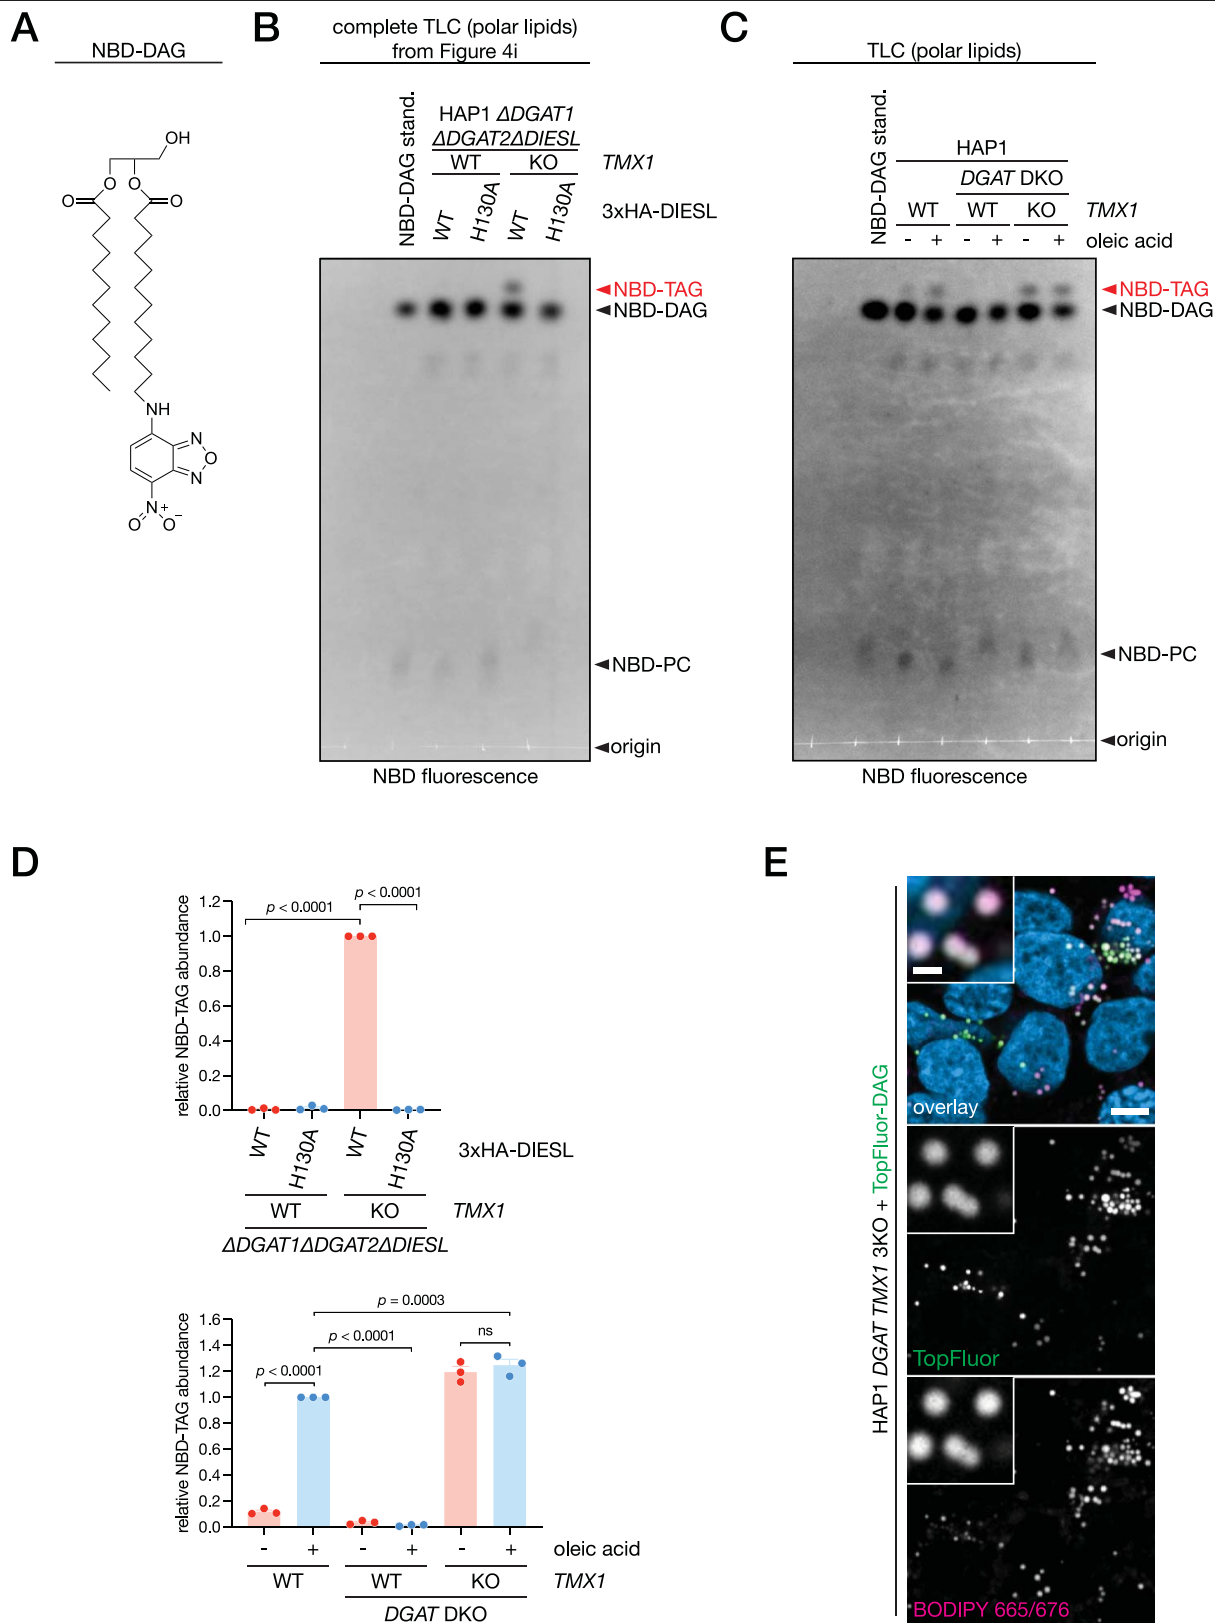 A
NBD-DAG
OH
O
O
O
O
NH
N
O
N
N+
O
O−
B
complete TLC (polar lipids)
from Figure 4i
NBD-DAG stand.
HAP1 ΔDGAT1
ΔDGAT2ΔDIESL
WT KO TMX1
WT H130A WT H130A 3xHA-DIESL
NBD-TAG
NBD-DAG
NBD-PC
origin
NBD fluorescence
C
TLC (polar lipids)
NBD-DAG stand.
HAP1
DGAT DKO
WT WT KO TMX1
- + - + - + oleic acid
NBD-TAG
NBD-DAG
NBD-PC
origin
NBD fluorescence
D
relative NBD-TAG abundance
1.2
1.0
0.8
0.6
0.4
0.2
0.0
p < 0.0001
p < 0.0001
WT H130A WT H130A 3xHA-DIESL
WT KO TMX1
ΔDGAT1ΔDGAT2ΔDIESL
relative NBD-TAG abundance
1.6
1.4
1.2
1.0
0.8
0.6
0.4
0.2
0.0
p = 0.0003
p < 0.0001
ns
p < 0.0001
- + - + - + oleic acid
WT WT KO TMX1
DGAT DKO
E
HAP1 DGAT TMX1 3KO + TopFluor-DAG
overlay
TopFluor
BODIPY 665/676